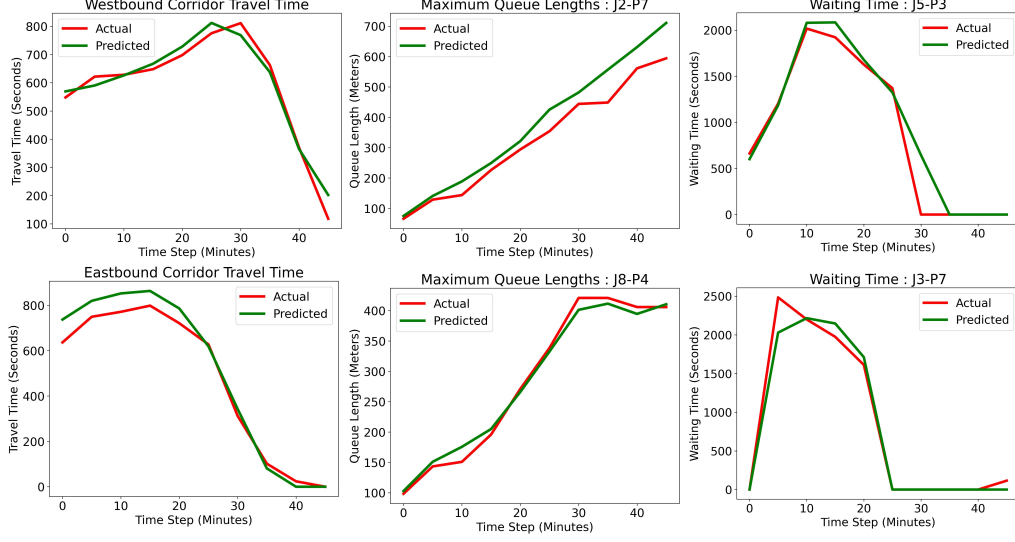 Westbound Corridor Travel Time
Travel Time (Seconds)
800
700
600
500
400
300
200
100
0
10
20
30
40
Time Step (Minutes)
Actual
Predicted
Maximum Queue Lengths : J2-P7
Queue Length (Meters)
700
600
500
400
300
200
100
0
10
20
30
40
Time Step (Minutes)
Actual
Predicted
Waiting Time : J5-P3
Waiting Time (Seconds)
2000
1500
1000
500
0
0
10
20
30
40
Time Step (Minutes)
Actual
Predicted
Eastbound Corridor Travel Time
Travel Time (Seconds)
800
600
400
200
0
0
10
20
30
40
Time Step (Minutes)
Actual
Predicted
Maximum Queue Lengths : J8-P4
Queue Length (Meters)
400
350
300
250
200
150
100
0
10
20
30
40
Time Step (Minutes)
Actual
Predicted
Waiting Time : J3-P7
Waiting Time (Seconds)
2500
2000
1500
1000
500
0
0
10
20
30
40
Time Step (Minutes)
Actual
Predicted